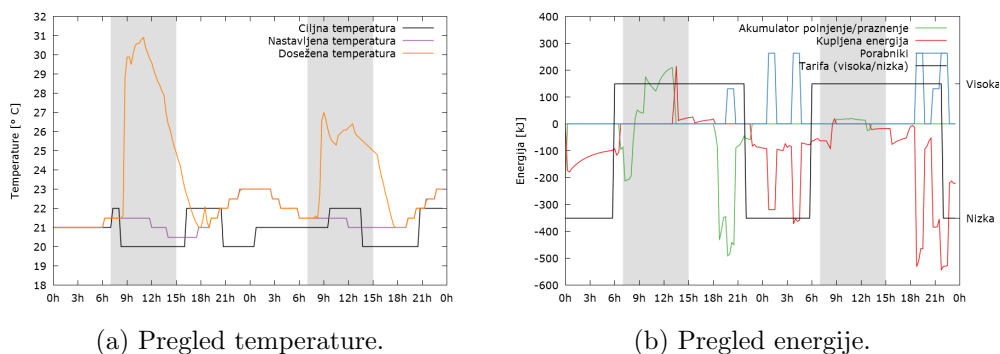 32
31
30
29
28
27
26
25
24
23
22
21
20
19
18
Temperature [° C]
Ciljna temperatura
Nastavljena temperatura
Dosežena temperatura
0h 3h 6h 9h 12h 15h 18h 21h 0h 3h 6h 9h 12h 15h 18h 21h 0h
(a) Pregled temperature.
400
300
200
100
0
-100
-200
-300
-400
-500
-600
Energija [kJ]
Akumulator polnjenje/praznenje
Kupljena energija
Porabniki
Tarifa (visoka/nizka)
Visoka
Nizka
0h 3h 6h 9h 12h 15h 18h 21h 0h 3h 6h 9h 12h 15h 18h 21h 0h
(b) Pregled energije.